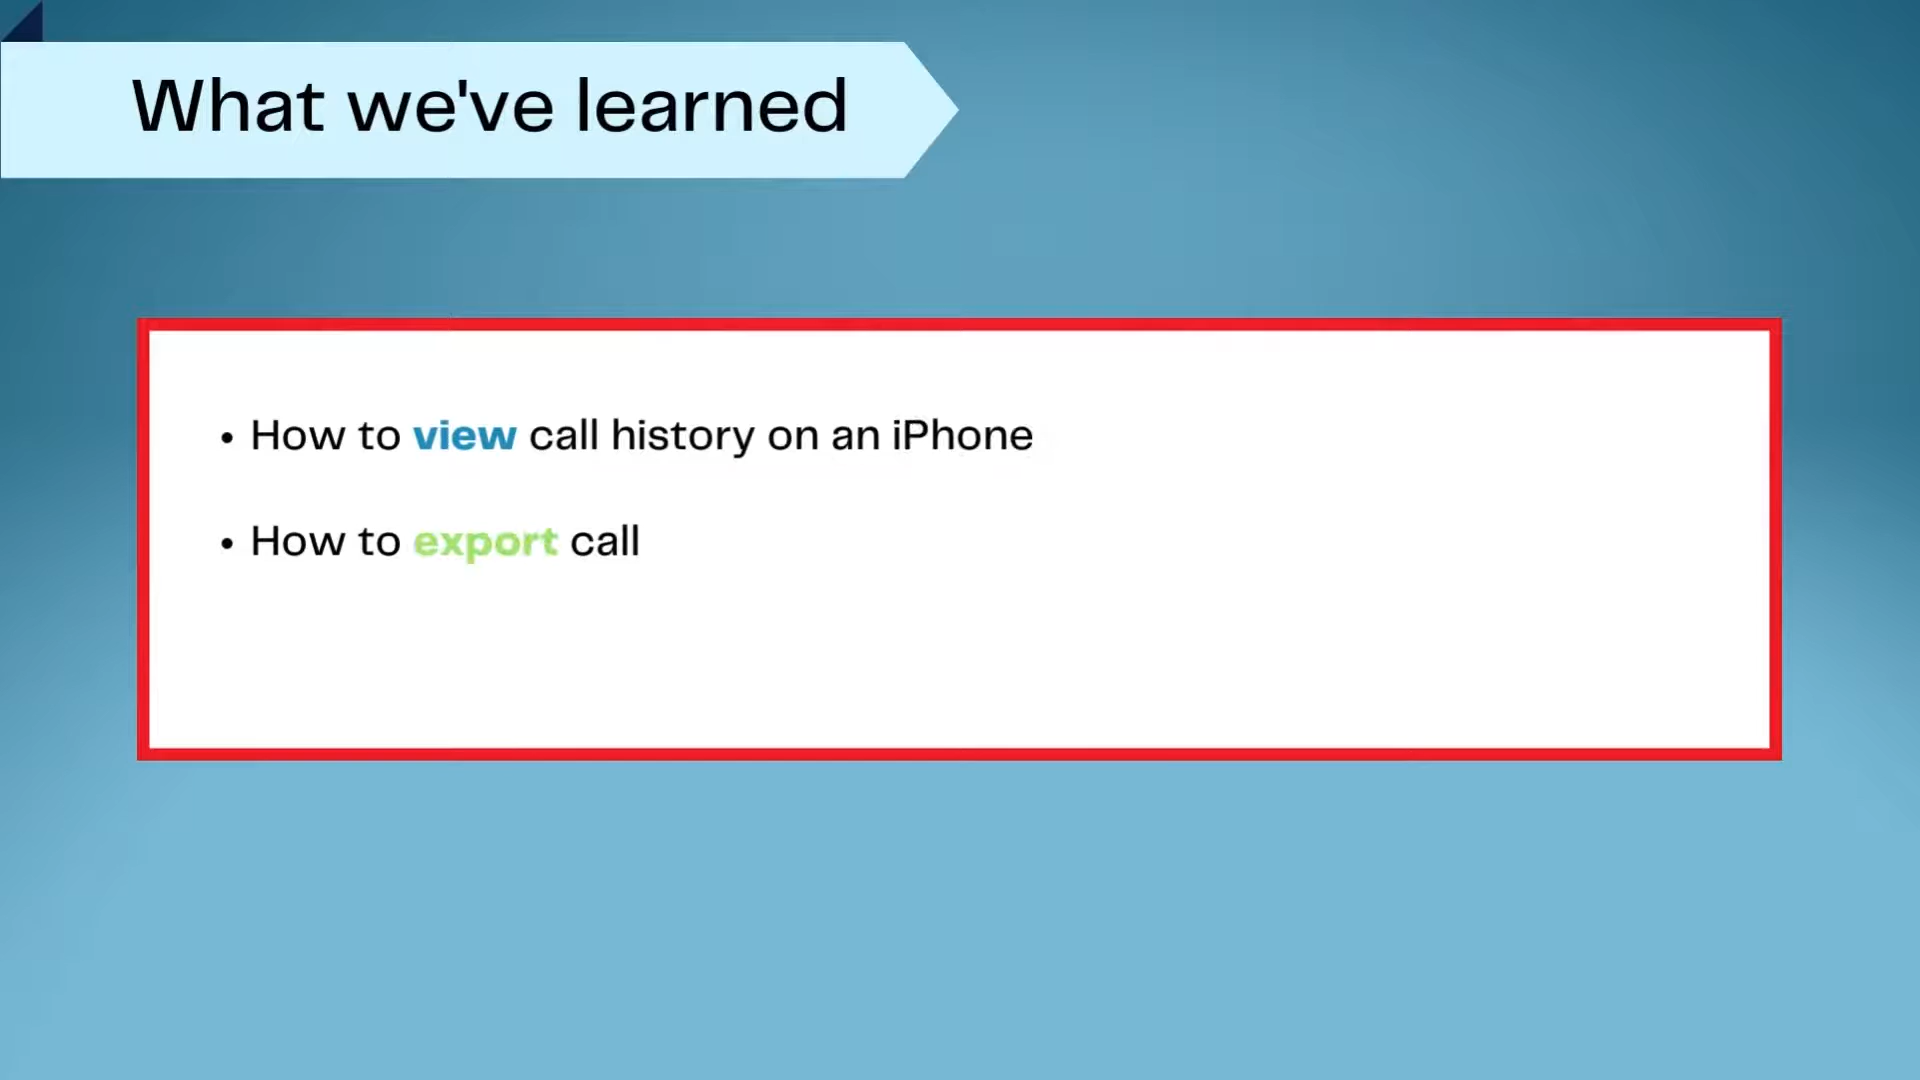 What we've learned
• How to view call history on an iPhone
• How to export call